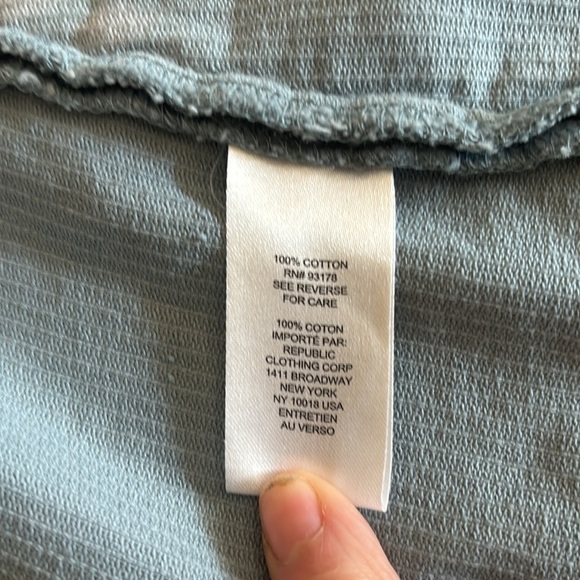 100% COTTON
RN# 93178
SEE REVERSE
FOR CARE
100% COTON
IMPORTÉ PAR:
REPUBLIC
CLOTHING CORP
1411 BROADWAY
NEW YORK
NY 10018 USA
ENTRETIEN
AU VERSO